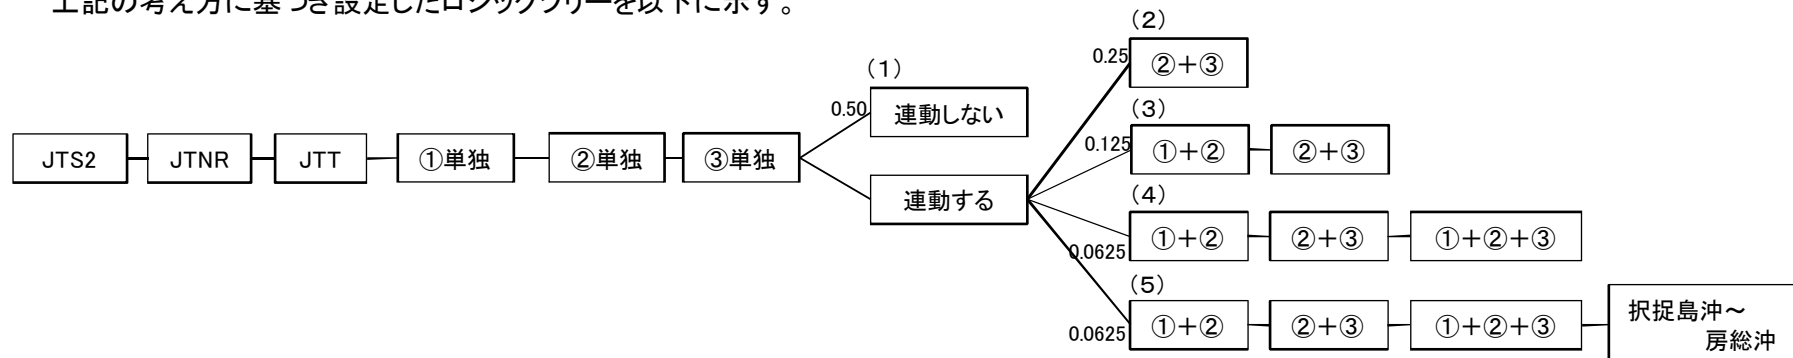 上記の考え方に基づき設定したロジックツリーを以下に示す。
JTS2
JTNR
JTT
①単独
②単独
③単独
(1)
0.50
連動しない
連動する
(2)
0.25
②+③
(3)
0.125
①+②
②+③
(4)
0.0625
①+②
②+③
①+②+③
(5)
0.0625
①+②
②+③
①+②+③
択捉島沖~
房総沖